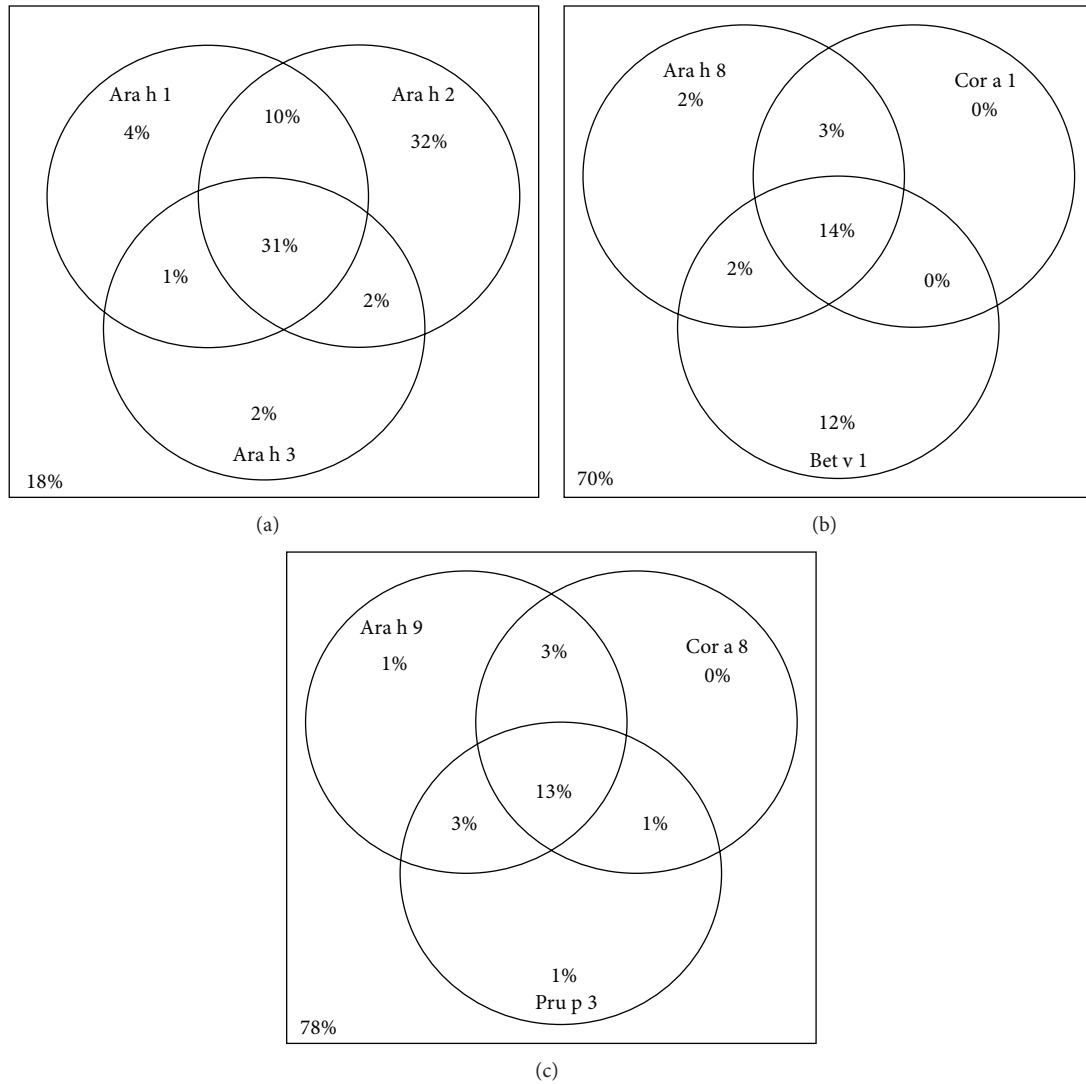 Ara h 1
4%
10%
Ara h 2
32%
31%
1%
2%
2%
Ara h 3
18%
(a)
Ara h 8
2%
3%
Cor a 1
0%
14%
2%
0%
12%
Bet v 1
70%
(b)
Ara h 9
1%
3%
Cor a 8
0%
13%
3%
1%
1%
Pru p 3
78%
(c)